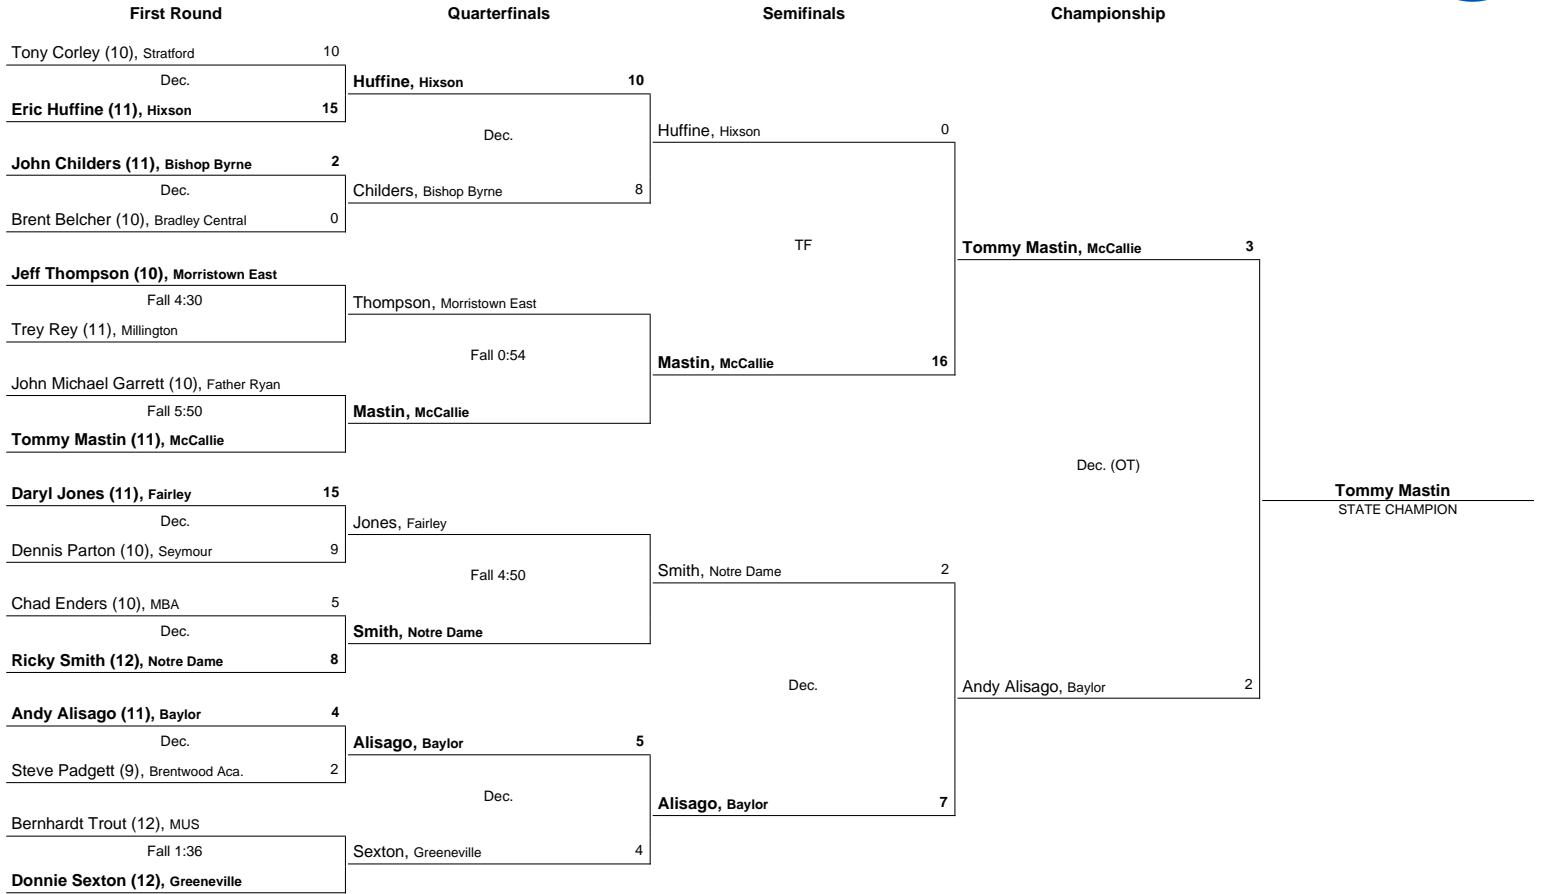 First Round
Quarterfinals
Semifinals
Championship
Tony Corley (10), Stratford 10
Dec.
Eric Huffine (11), Hixson 15
John Childers (11), Bishop Byrne 2
Dec.
Brent Belcher (10), Bradley Central 0
Jeff Thompson (10), Morristown East
Fall 4:30
Trey Rey (11), Millington
John Michael Garrett (10), Father Ryan
Fall 5:50
Tommy Mastin (11), McCallie
Daryl Jones (11), Fairley 15
Dec.
Dennis Parton (10), Seymour 9
Chad Enders (10), MBA 5
Dec.
Ricky Smith (12), Notre Dame 8
Andy Alisago (11), Baylor 4
Dec.
Steve Padgett (9), Brentwood Aca. 2
Bernhardt Trout (12), MUS
Fall 1:36
Donnie Sexton (12), Greeneville
Huffine, Hixson 10
Dec.
Childers, Bishop Byrne 8
Thompson, Morristown East
Fall 0:54
Mastin, McCallie
Jones, Fairley
Fall 4:50
Smith, Notre Dame
Alisago, Baylor 5
Dec.
Sexton, Greeneville 4
Huffine, Hixson 0
TF
Mastin, McCallie 16
Smith, Notre Dame 2
Dec.
Alisago, Baylor 7
Tommy Mastin, McCallie 3
Dec. (OT)
Andy Alisago, Baylor 2
Tommy Mastin
STATE CHAMPION